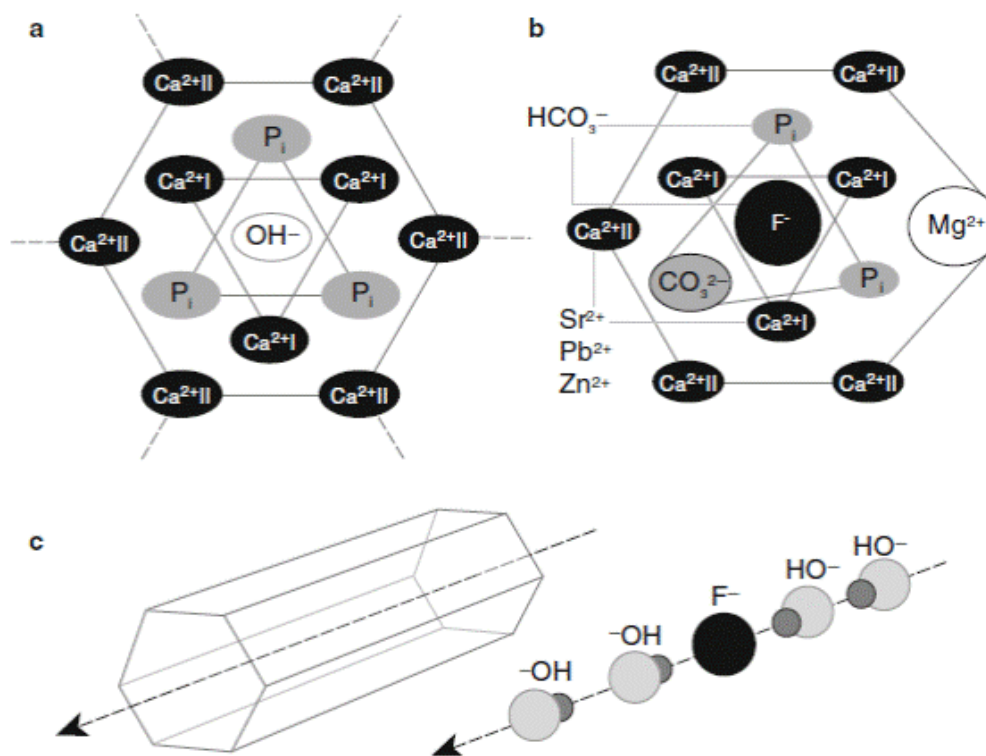 a
Ca²⁺II Ca²⁺II
Pᵢ
Ca²⁺I Ca²⁺I
Ca²⁺II OH⁻ Ca²⁺II
Pᵢ Pᵢ
Ca²⁺I
Ca²⁺II Ca²⁺II
b
Ca²⁺II Ca²⁺II
HCO₃⁻ Pᵢ
Ca²⁺I Ca²⁺I
Ca²⁺II F⁻ Mg²⁺
CO₃²⁻ Pᵢ
Sr²⁺ Ca²⁺I
Pb²⁺
Zn²⁺ Ca²⁺II Ca²⁺II
c
HO⁻
HO⁻
F⁻
⁻OH
⁻OH